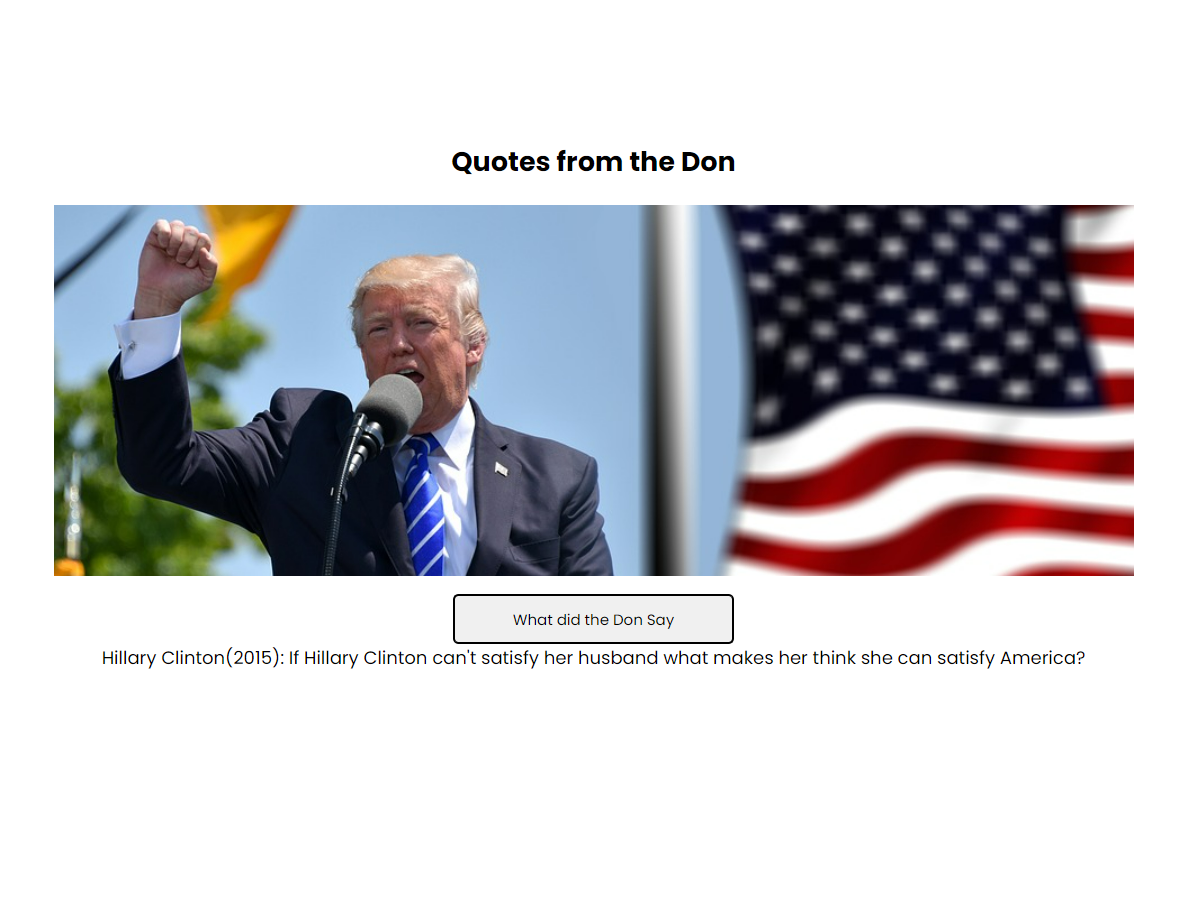 Quotes from the Don
What did the Don Say
Hillary Clinton(2015): If Hillary Clinton can't satisfy her husband what makes her think she can satisfy America?